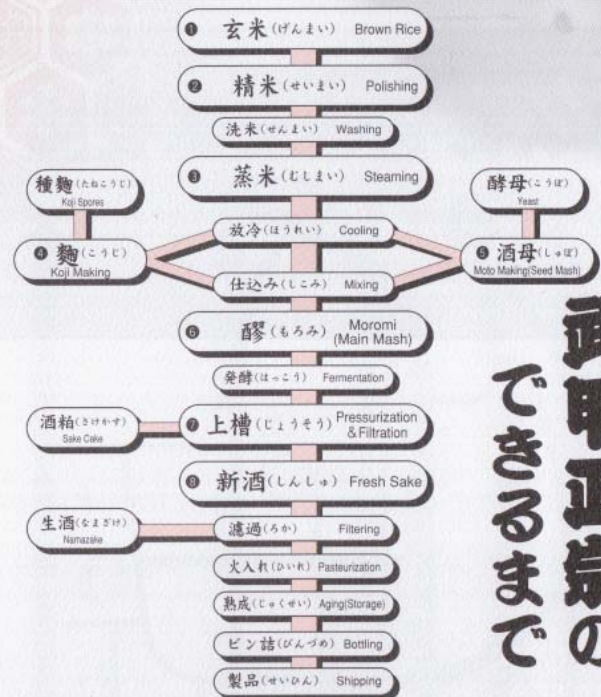 ❶ 玄米(げんまい) Brown Rice
❷ 精米(せいまい) Polishing
洗米(せんまい) Washing
❸ 蒸米(むしまい) Steaming
種麴(たねこうじ)
Koji Spores
酵母(こうぼ)
Yeast
放冷(ほうれい) Cooling
❹ 麴(こうじ)
Koji Making
❺ 酒母(しゅぼ)
Moto Making(Seed Mash)
仕込み(しこみ) Mixing
❻ 醪(もろみ) Moromi
(Main Mash)
発酵(はっこう) Fermentation
酒粕(さけかす)
Sake Cake
❼ 上槽(じょうそう) Pressurization
&Filtration
❽ 新酒(しんしゅ) Fresh Sake
生酒(なまざけ)
Namazake
濾過(ろか) Filtering
火入れ(ひいれ) Pasteurization
熟成(じゅくせい) Aging(Storage)
ビン詰(びんづめ) Bottling
製品(せいひん) Shipping
武甲正宗の
できるまで